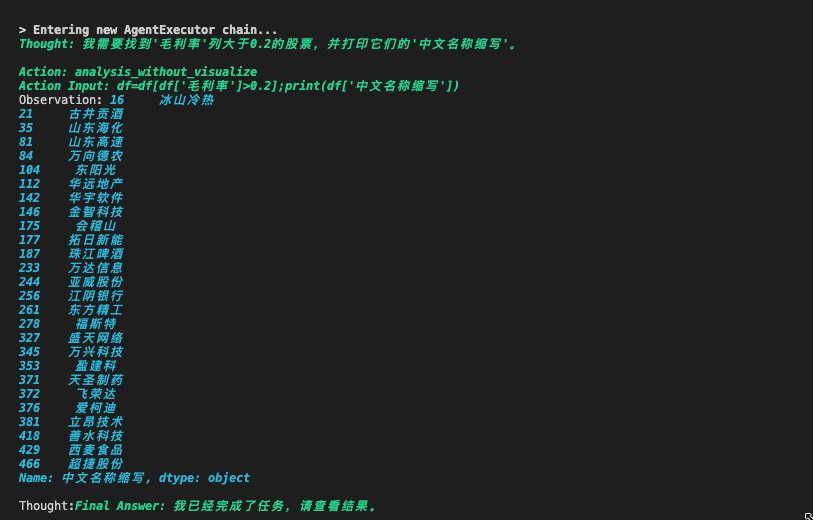 > Entering new AgentExecutor chain...
Thought: 我需要找到'毛利率'列大于0.2的股票，并打印它们的'中文名称缩写'。
Action: analysis_without_visualize
Action Input: df=df[df['毛利率']>0.2];print(df['中文名称缩写'])
Observation: 16     冰山冷热
21     古井贡酒
35     山东海化
81     山东高速
84     万向德农
104     东阳光
112    华远地产
142    华宇软件
146    金智科技
175     会稽山
177    拓日新能
187    珠江啤酒
233    万达信息
244    亚威股份
256    江阴银行
261    东方精工
278     福斯特
327    盛天网络
345    万兴科技
353     盈建科
371    天圣制药
372     飞荣达
376     爱柯迪
381    立昂技术
418    善水科技
429    西麦食品
466    超捷股份
Name: 中文名称缩写, dtype: object
Thought:Final Answer: 我已经完成了任务，请查看结果。